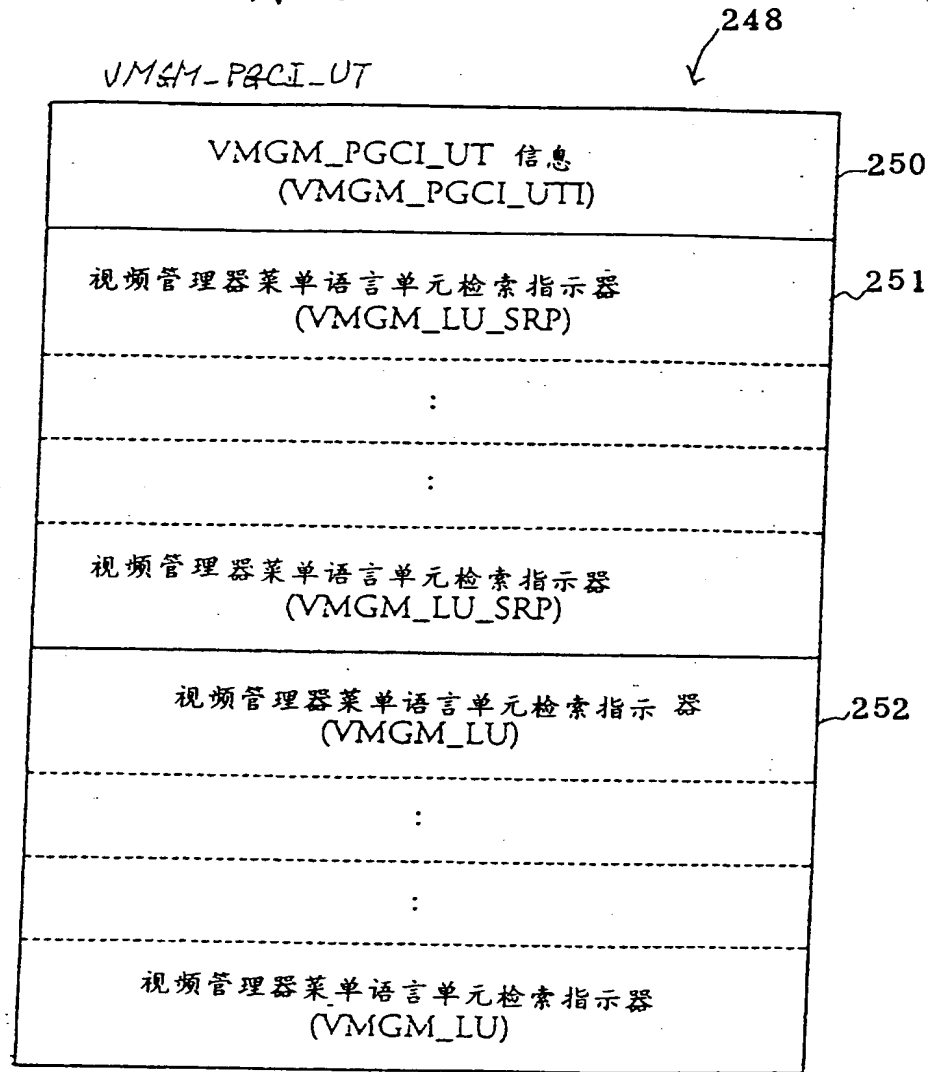 248
VMGM_PGCI_UT
VMGM_PGCI_UT 信息
(VMGM_PGCI_UTI)
250
视频管理器菜单语言单元检索指示器
(VMGM_LU_SRP)
251
:
:
视频管理器菜单语言单元检索指示器
(VMGM_LU_SRP)
视频管理器菜单语言单元检索指示 器
(VMGM_LU)
252
:
:
视频管理器菜单语言单元检索指示器
(VMGM_LU)